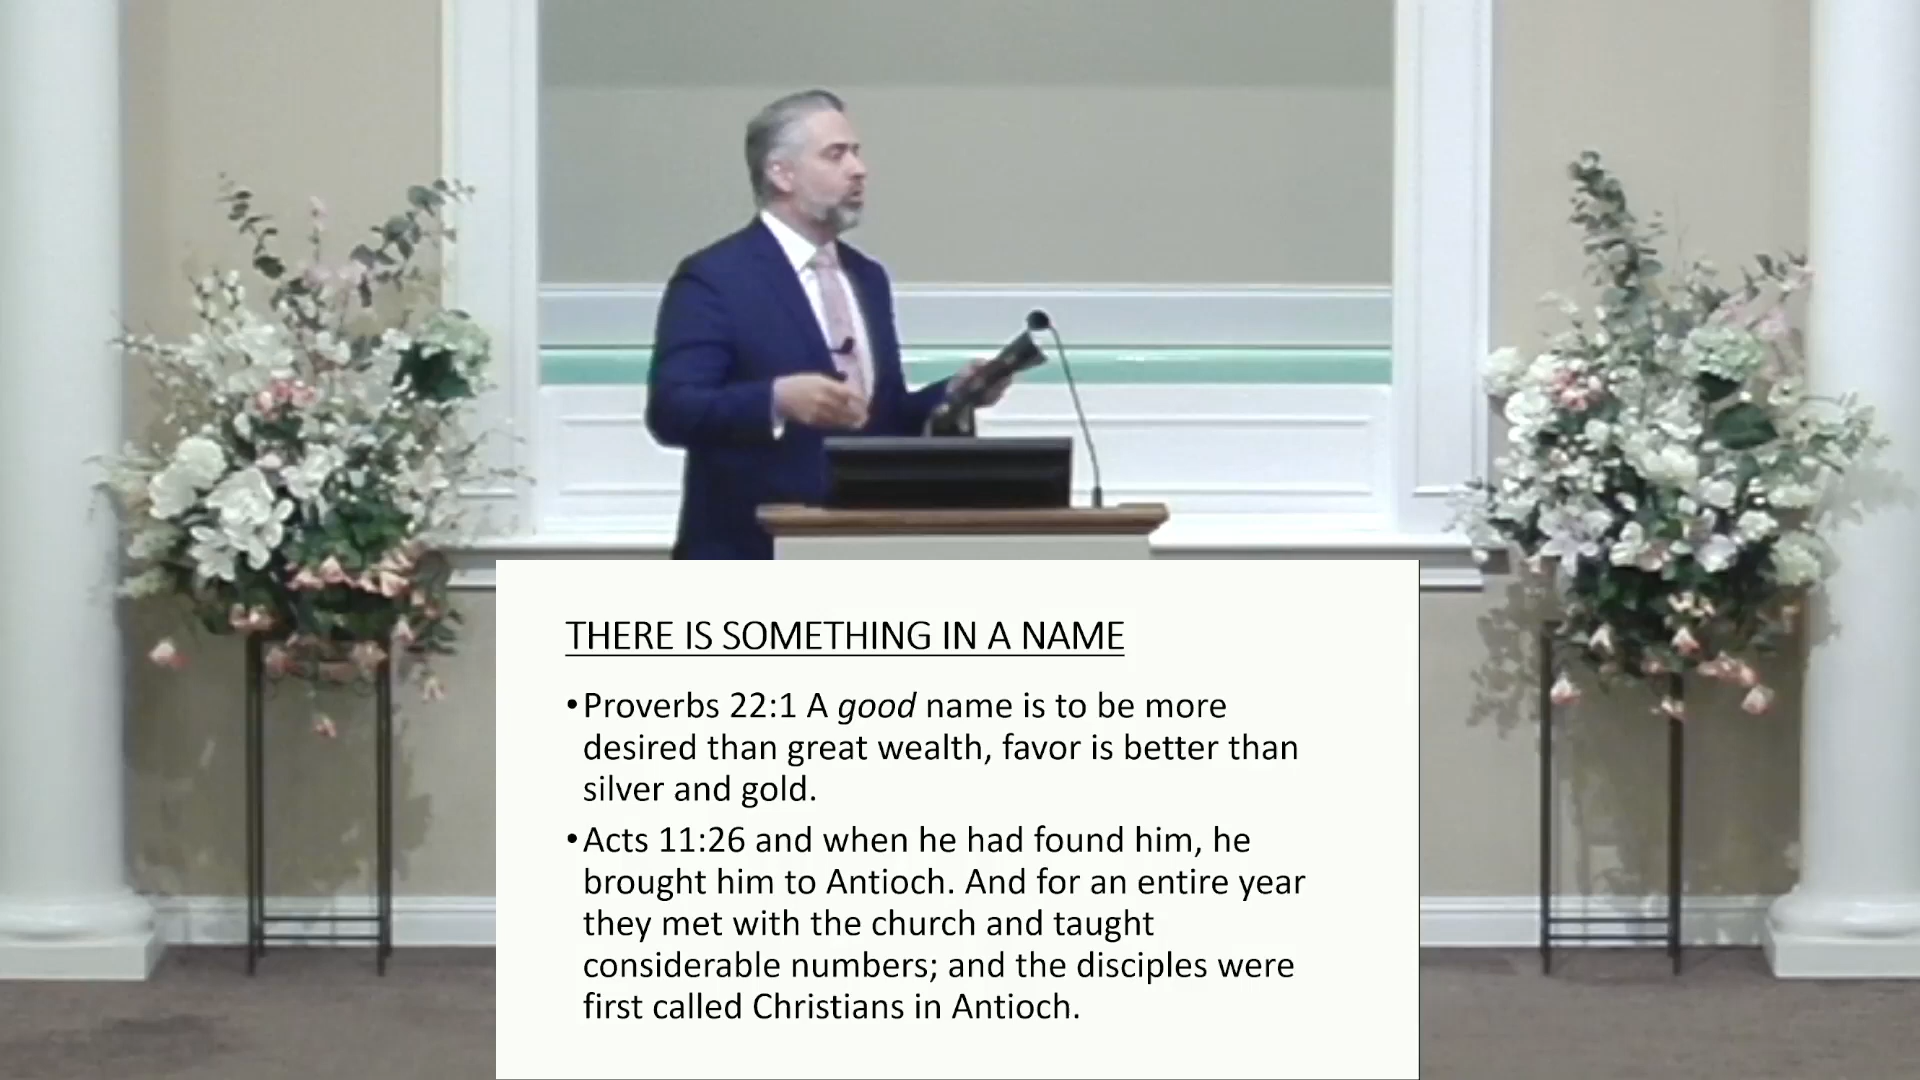 THERE IS SOMETHING IN A NAME
•Proverbs 22:1 A good name is to be more
desired than great wealth, favor is better than
silver and gold.
•Acts 11:26 and when he had found him, he
brought him to Antioch. And for an entire year
they met with the church and taught
considerable numbers; and the disciples were
first called Christians in Antioch.